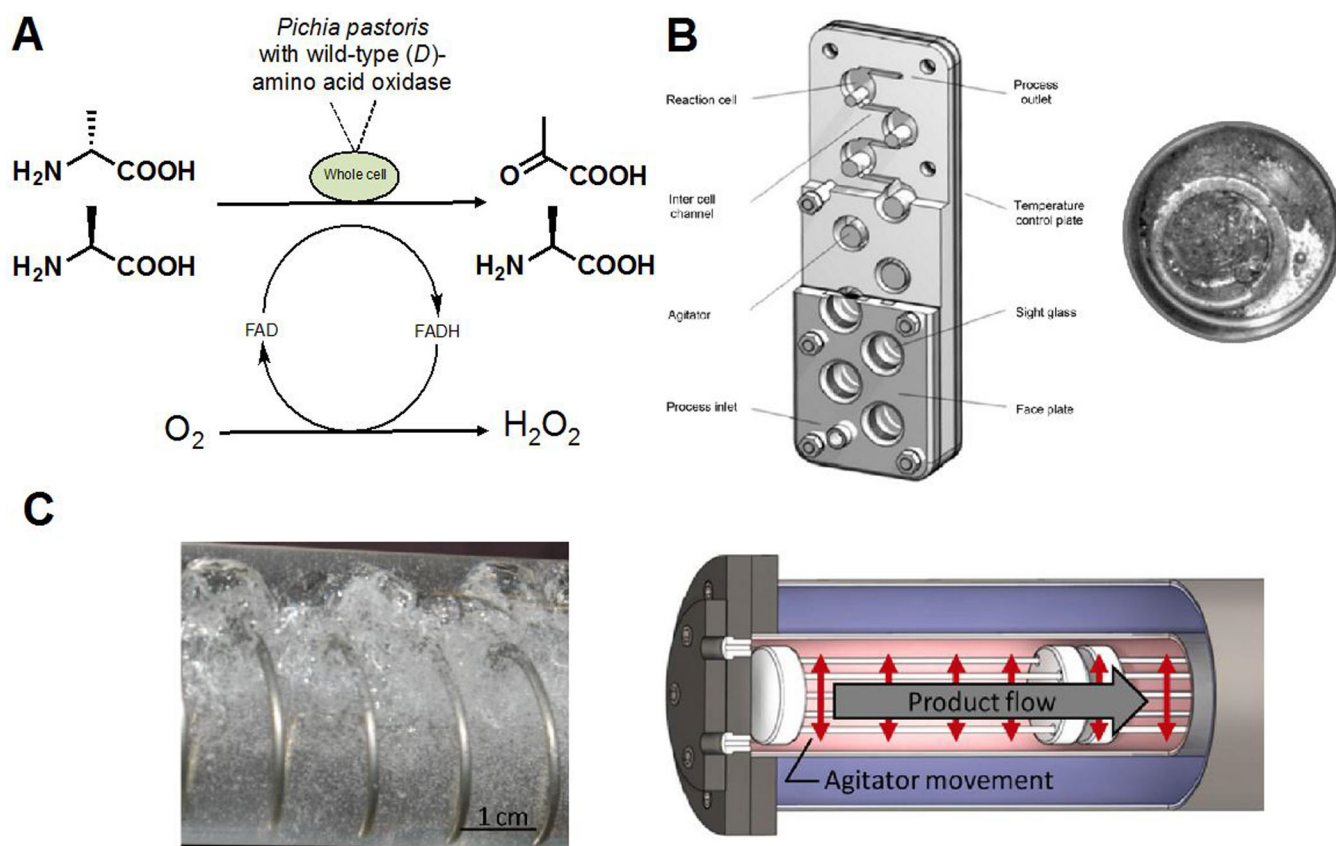 A
Pichia pastoris
with wild-type (D)-
amino acid oxidase
Whole cell
H2N
COOH
O
COOH
H2N
COOH
H2N
COOH
FAD
FADH
O2
H2O2
B
Reaction cell
Process
outlet
Inter cell
channel
Temperature
control plate
Agitator
Sight glass
Process inlet
Face plate
C
1 cm
Product flow
Agitator movement